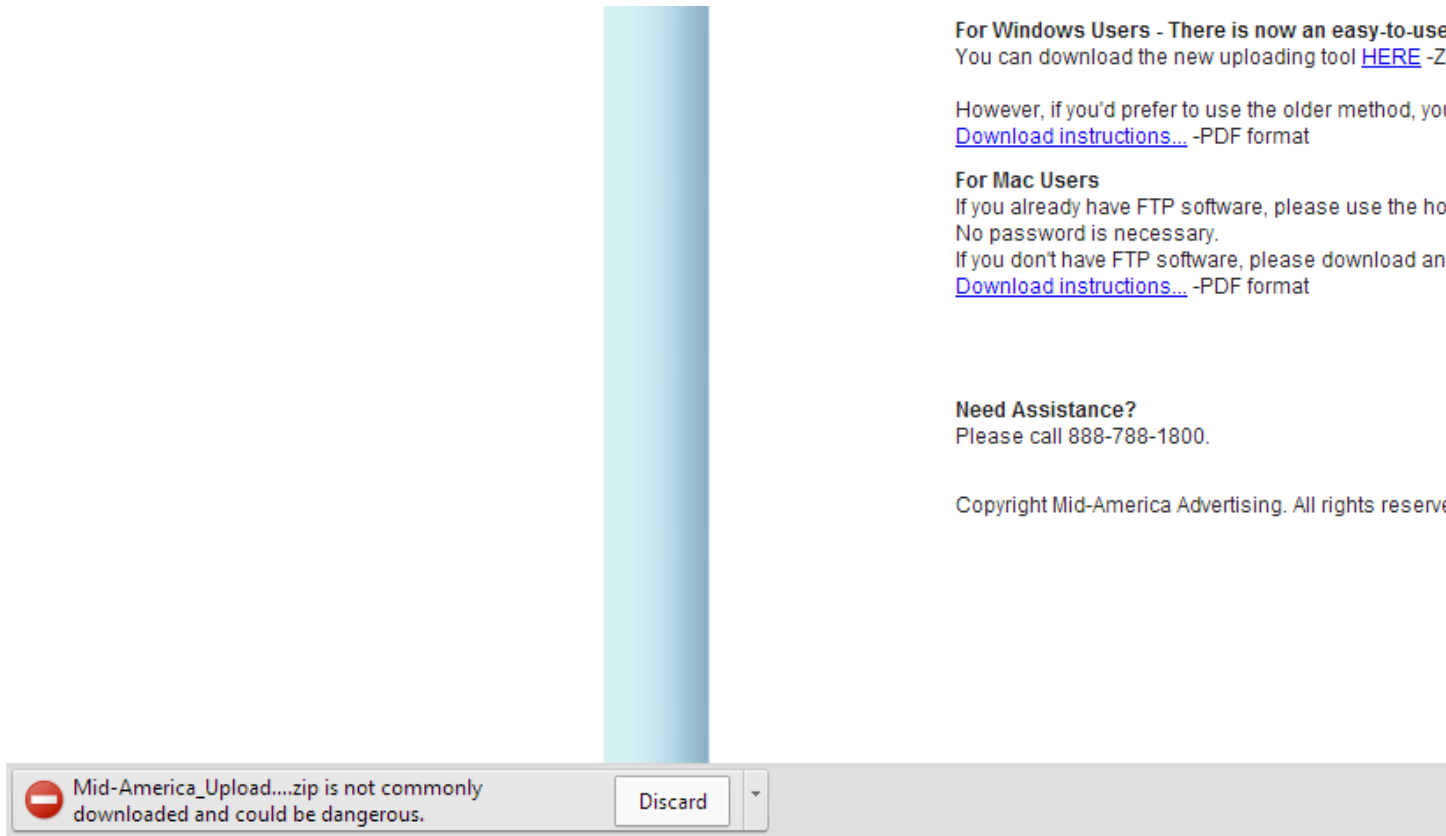 For Windows Users - There is now an easy-to-use
You can download the new uploading tool HERE -Z
However, if you'd prefer to use the older method, you
Download instructions... -PDF format
For Mac Users
If you already have FTP software, please use the ho
No password is necessary.
If you don't have FTP software, please download an
Download instructions... -PDF format
Need Assistance?
Please call 888-788-1800.
Copyright Mid-America Advertising. All rights reserve
Mid-America_Upload....zip is not commonly
downloaded and could be dangerous.
Discard